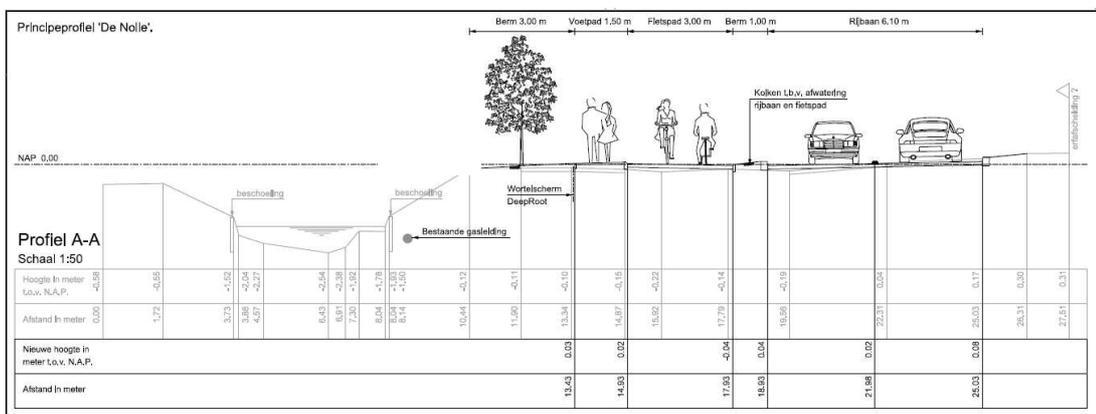 Principeprofiel 'De Nolle'.
Berm 3,00 m Voetpad 1,50 m Fietspad 3,00 m Berm 1,00 m Rijbaan 6,10 m
Kolken t.b.v. afwatering
rijbaan en fietspad
erfafscheiding ?
NAP 0.00
beschoeiing beschoeiing
Wortelscherm
DeepRoot
Bestaande gasleiding
Profiel A-A
Schaal 1:50
Hoogte in meter
t.o.v. N.A.P.
-0,58 -0,55 -1,52 -2,04 -2,27 -2,54 -2,38 -1,92 -1,78 -1,93 -1,50 -0,12 -0,11 -0,10 -0,15 -0,22 -0,14 -0,19 0,04 0,17 0,30 0,31
Afstand in meter
0,00 1,72 3,73 3,88 4,57 6,43 6,91 7,30 8,04 8,04 8,14 10,44 11,90 13,34 14,87 15,92 17,79 19,56 22,31 25,03 26,31 27,51
Nieuwe hoogte in
meter t.o.v. N.A.P.
0.03 0.02 -0.04 0.04 0.02 0.08
Afstand in meter
13.43 14.93 17.93 18.93 21.98 25.03